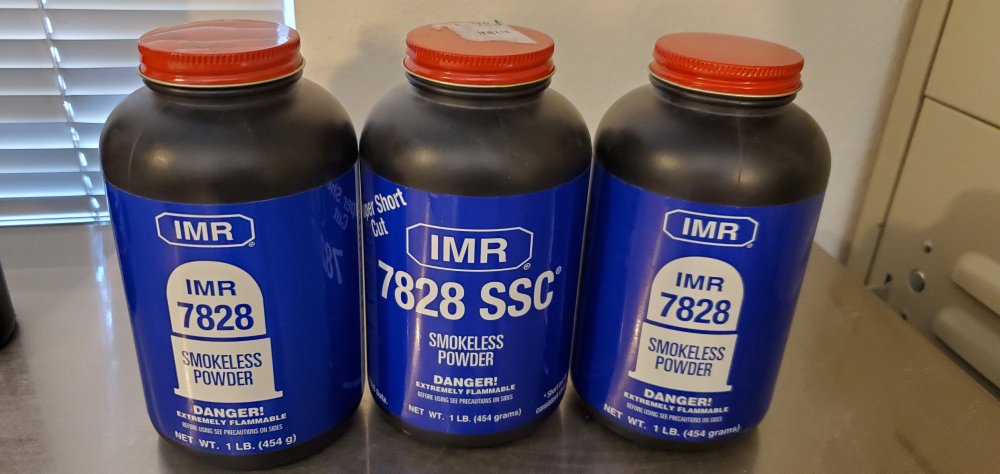 IMR®
IMR
7828
SMOKELESS
POWDER
DANGER!
EXTREMELY FLAMMABLE
BEFORE USING SEE PRECAUTIONS ON SIDES
NET WT. 1 LB. (454 g)
Short
Cut
IMR®
7828 SSC®
SMOKELESS
POWDER
DANGER!
EXTREMELY FLAMMABLE
BEFORE USING SEE PRECAUTIONS ON SIDES
NET WT. 1 LB. (454 grams)
IMR®
IMR
7828
SMOKELESS
POWDER
DANGER!
EXTREMELY FLAMMABLE
BEFORE USING SEE PRECAUTIONS ON SIDES
NET WT. 1 LB. (454 grams)